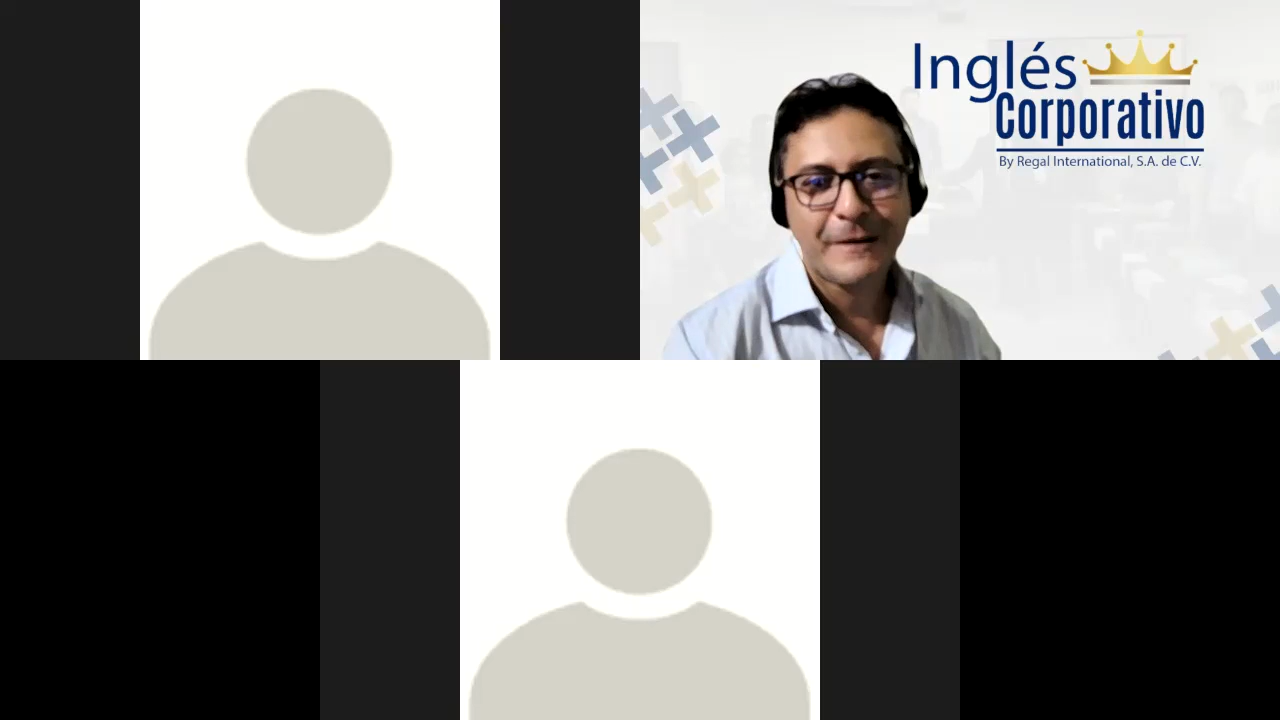 Inglés
Corporativo
By Regal International, S.A. de C.V.